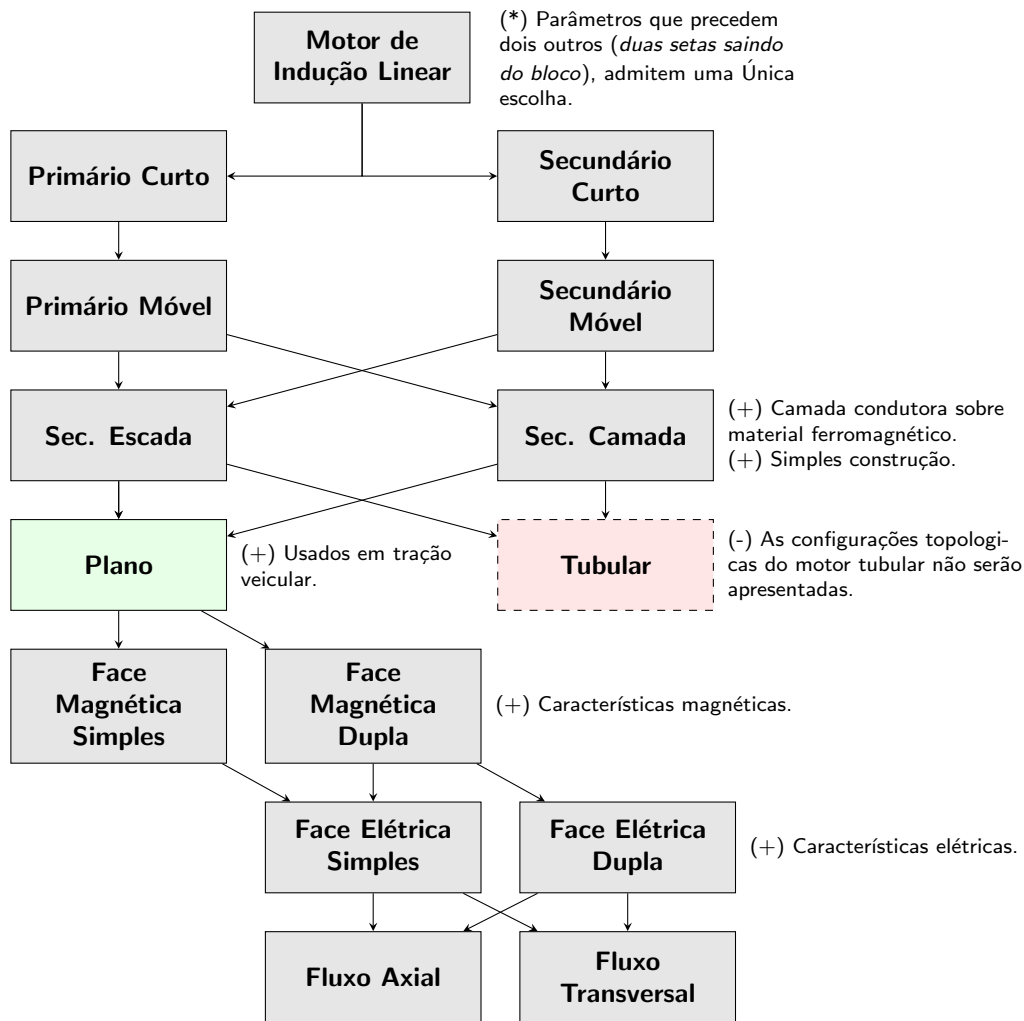 Motor de
Indução Linear
(*) Parâmetros que precedem
dois outros (duas setas saindo
do bloco), admitem uma Única
escolha.
Primário Curto
Secundário
Curto
Primário Móvel
Secundário
Móvel
Sec. Escada
Sec. Camada
(+) Camada condutora sobre
material ferromagnético.
(+) Simples construção.
Plano
(+) Usados em tração
veicular.
Tubular
(-) As configurações topologi-
cas do motor tubular não serão
apresentadas.
Face
Magnética
Simples
Face
Magnética
Dupla
(+) Característícas magnéticas.
Face Elétrica
Simples
Face Elétrica
Dupla
(+) Característícas elétricas.
Fluxo Axial
Fluxo
Transversal